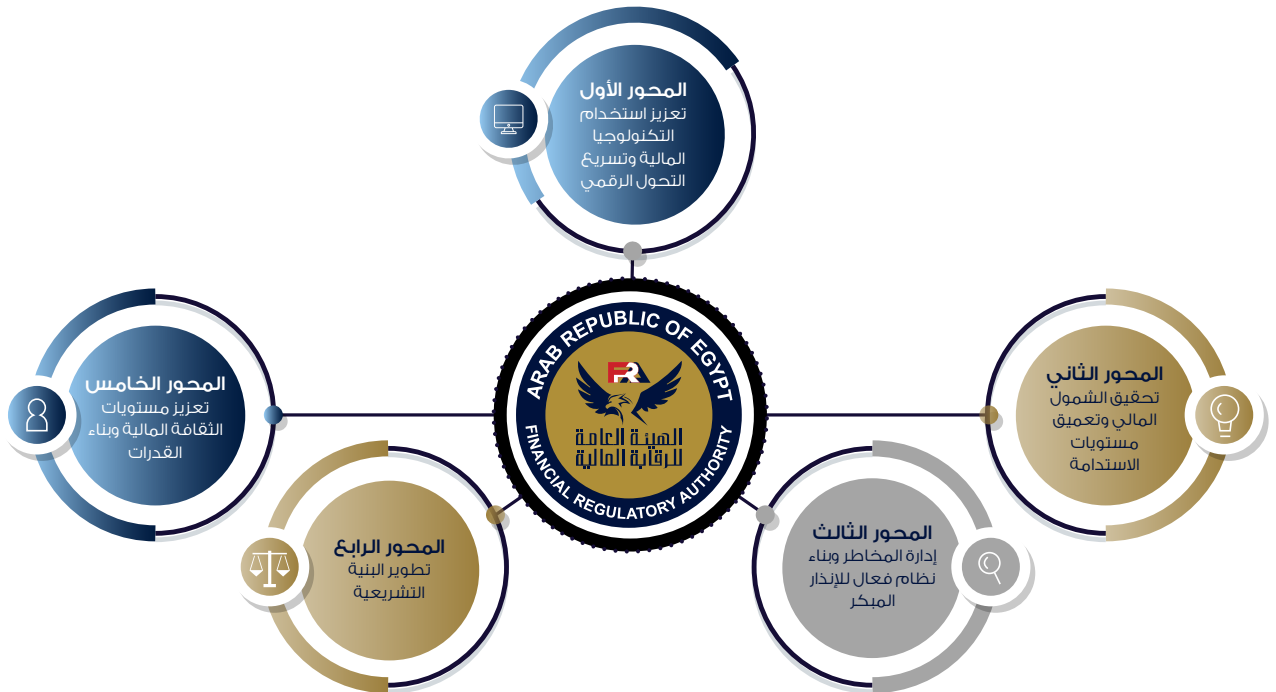 المحور الأول
تعزيز استخدام
التكنولوجيا
المالية وتسريع
التحول الرقمي
المحور الثاني
تحقيق الشمول
المالي وتعميق
مستويات
الاستدامة
المحور الثالث
إدارة المخاطر وبناء
نظام فعال للإنذار
المبكر
المحور الرابع
تطوير البنية
التشريعية
المحور الخامس
تعزيز مستويات
الثقافة المالية وبناء
القدرات
ARAB REPUBLIC OF EGYPT
FRA
الهيئة العامة
للرقابة المالية
FINANCIAL REGULATORY AUTHORITY